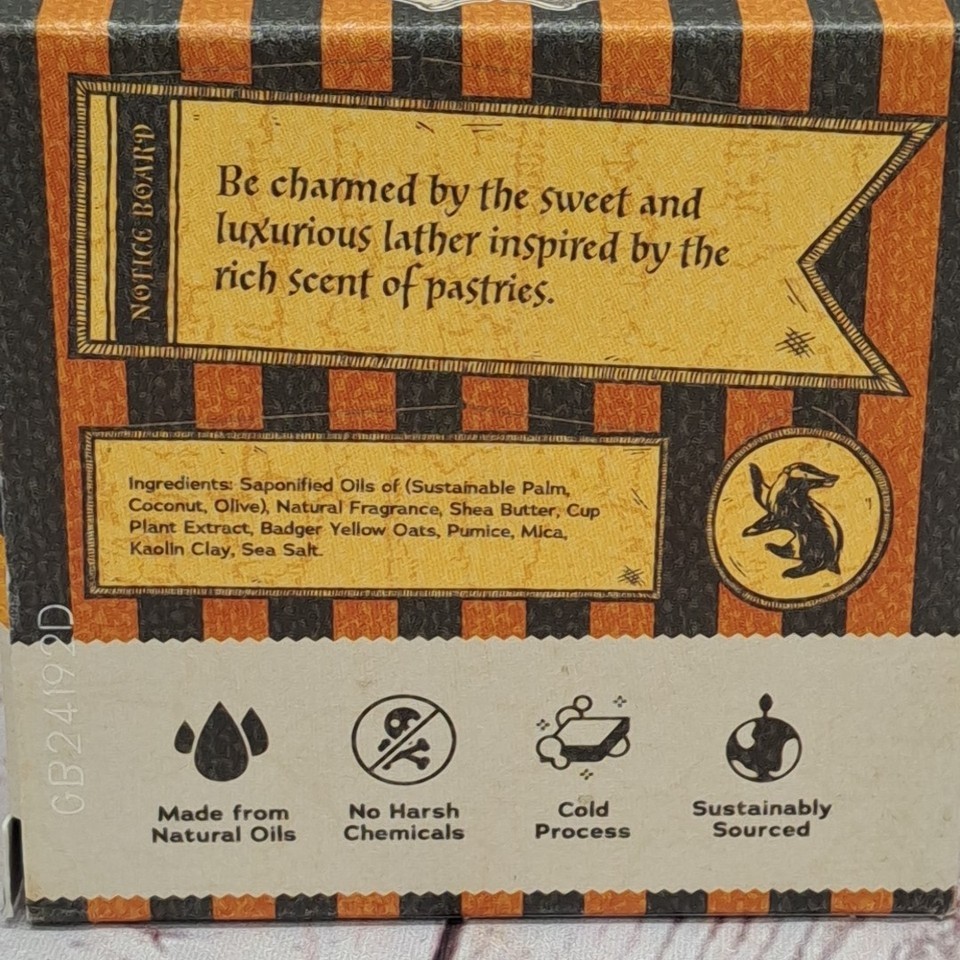 NOTICE BOARD
Be charmed by the sweet and
luxurious lather inspired by the
rich scent of pastries.
Ingredients: Saponified Oils of (Sustainable Palm,
Coconut, Olive), Natural Fragrance, Shea Butter, Cup
Plant Extract, Badger Yellow Oats, Pumice, Mica,
Kaolin Clay, Sea Salt.
GB24192D
Made from
Natural Oils
No Harsh
Chemicals
Cold
Process
Sustainably
Sourced